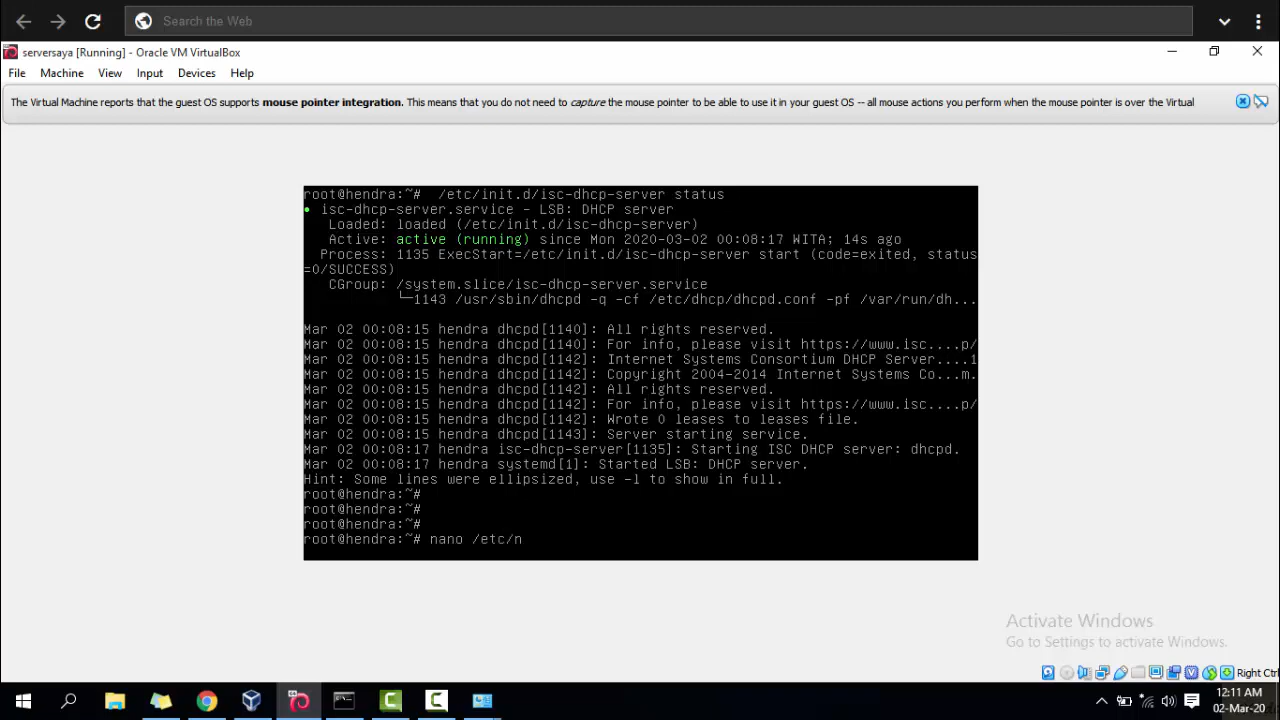 Search the Web
serversaya [Running] - Oracle VM VirtualBox
File Machine View Input Devices Help
The Virtual Machine reports that the guest OS supports mouse pointer integration. This means that you do not need to capture the mouse pointer to be able to use it in your guest OS -- all mouse actions you perform when the mouse pointer is over the Virtual
root@hendra:~# /etc/init.d/isc-dhcp-server status
● isc-dhcp-server.service - LSB: DHCP server
Loaded: loaded (/etc/init.d/isc-dhcp-server)
Active: active (running) since Mon 2020-03-02 00:08:17 WITA; 14s ago
Process: 1135 ExecStart=/etc/init.d/isc-dhcp-server start (code=exited, status
=0/SUCCESS)
CGroup: /system.slice/isc-dhcp-server.service
└─1143 /usr/sbin/dhcpd -q -cf /etc/dhcp/dhcpd.conf -pf /var/run/dh...
Mar 02 00:08:15 hendra dhcpd[1140]: All rights reserved.
Mar 02 00:08:15 hendra dhcpd[1140]: For info, please visit https://www.isc....p/
Mar 02 00:08:15 hendra dhcpd[1142]: Internet Systems Consortium DHCP Server....1
Mar 02 00:08:15 hendra dhcpd[1142]: Copyright 2004-2014 Internet Systems Co...m.
Mar 02 00:08:15 hendra dhcpd[1142]: All rights reserved.
Mar 02 00:08:15 hendra dhcpd[1142]: For info, please visit https://www.isc....p/
Mar 02 00:08:15 hendra dhcpd[1142]: Wrote 0 leases to leases file.
Mar 02 00:08:15 hendra dhcpd[1143]: Server starting service.
Mar 02 00:08:17 hendra isc-dhcp-server[1135]: Starting ISC DHCP server: dhcpd.
Mar 02 00:08:17 hendra systemd[1]: Started LSB: DHCP server.
Hint: Some lines were ellipsized, use -l to show in full.
root@hendra:~#
root@hendra:~#
root@hendra:~#
root@hendra:~# nano /etc/n
Activate Windows
Go to Settings to activate Windows.
Right Ctrl
12:11 AM
02-Mar-20